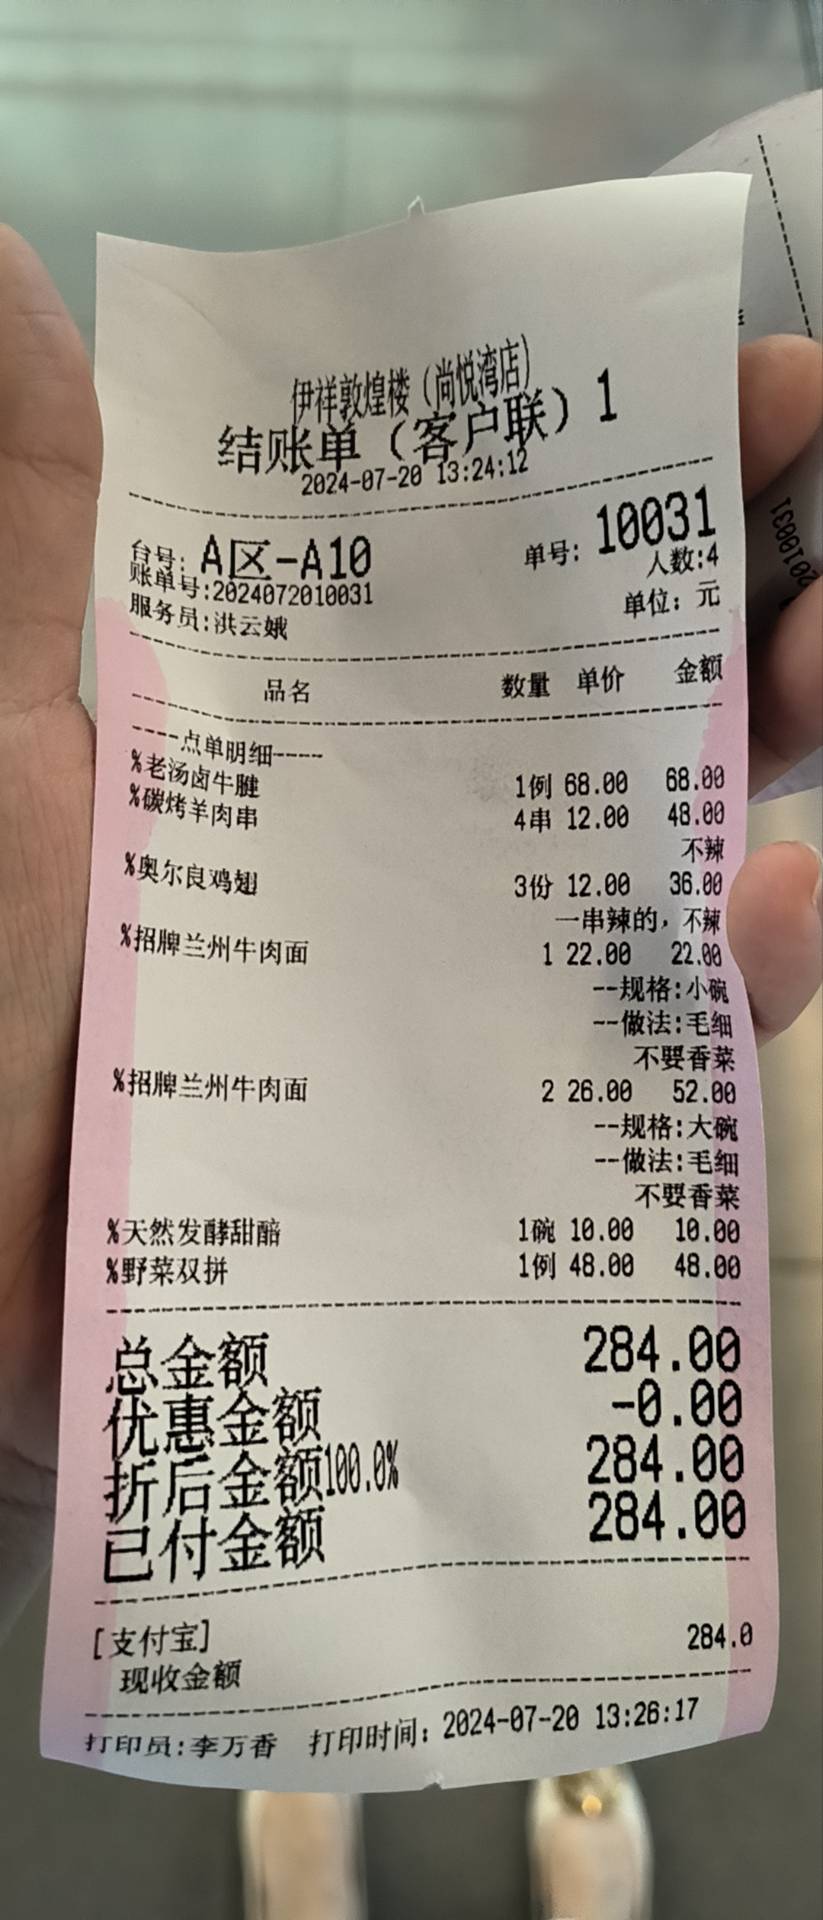 伊祥敦煌楼（尚悦湾店）
结账单（客户联）1
2024-07-20 13:24:12
台号：A区-A10 单号：10031
账单号:2024072010031 人数:4
服务员:洪云娥 单位：元
品名 数量 单价 金额
----点单明细-----
%老汤卤牛腱 1例 68.00 68.00
%碳烤羊肉串 4串 12.00 48.00
不辣
%奥尔良鸡翅 3份 12.00 36.00
一串辣的，不辣
%招牌兰州牛肉面 1 22.00 22.00
--规格:小碗
--做法:毛细
不要香菜
%招牌兰州牛肉面 2 26.00 52.00
--规格:大碗
--做法:毛细
不要香菜
%天然发酵甜醅 1碗 10.00 10.00
%野菜双拼 1例 48.00 48.00
总金额 284.00
优惠金额 -0.00
折后金额100.0% 284.00
已付金额 284.00
[支付宝] 284.0
现收金额
打印员:李万香 打印时间：2024-07-20 13:26:17
2010031